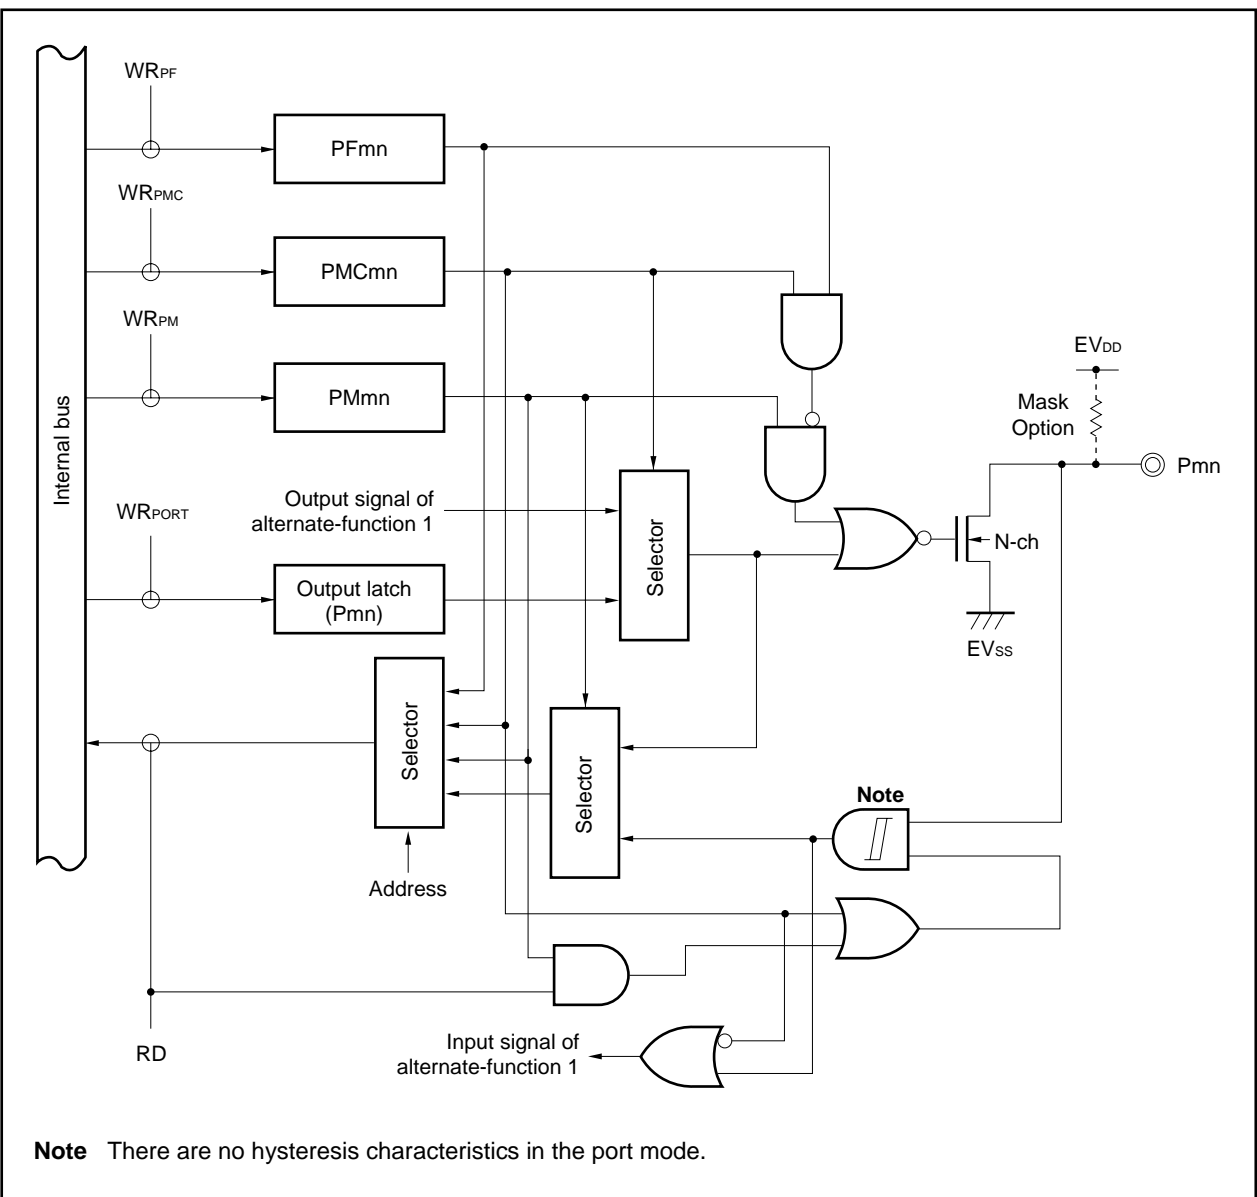 WRPF
PFmn
WRPMC
PMCmn
WRPM
PMmn
EVDD
Mask
Option
Internal bus
Pmn
Output signal of
alternate-function 1
WRPORT
Selector
N-ch
Output latch
(Pmn)
EVSS
Selector
Selector
Note
Address
RD
Input signal of
alternate-function 1
Note There are no hysteresis characteristics in the port mode.